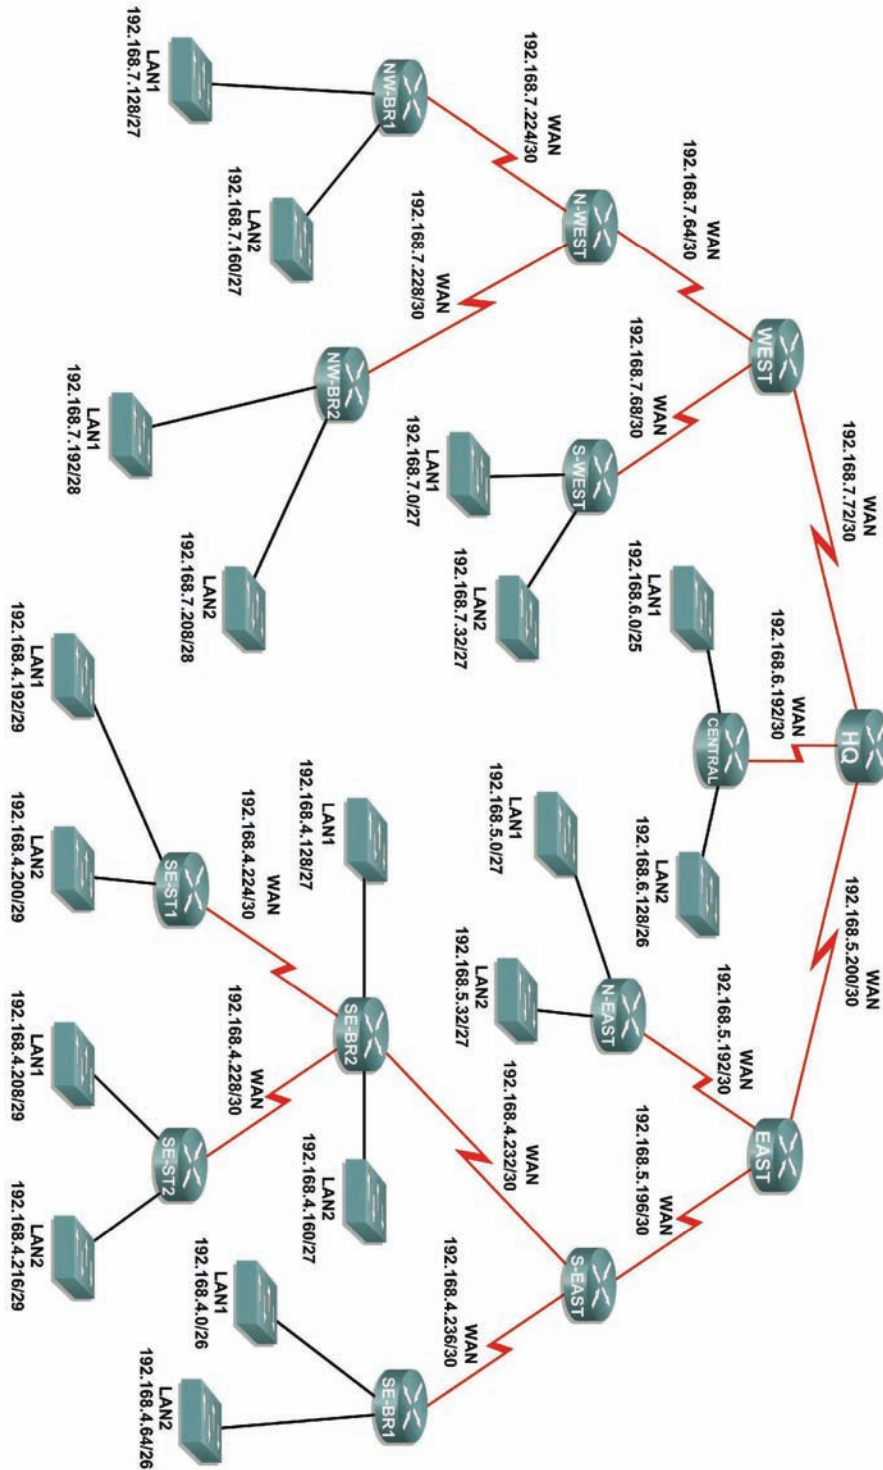 HQ
WAN
192.168.7.72/30
WAN
192.168.6.192/30
WAN
192.168.5.200/30
WEST
CENTRAL
EAST
WAN
192.168.7.64/30
WAN
192.168.7.68/30
LAN1
192.168.6.0/25
LAN2
192.168.6.128/26
WAN
192.168.5.192/30
WAN
192.168.5.196/30
N-WEST
S-WEST
N-EAST
S-EAST
WAN
192.168.7.224/30
WAN
192.168.7.228/30
LAN1
192.168.7.0/27
LAN2
192.168.7.32/27
LAN1
192.168.5.0/27
LAN2
192.168.5.32/27
WAN
192.168.4.232/30
WAN
192.168.4.236/30
NW-BR1
NW-BR2
LAN1
192.168.4.128/27
SE-BR2
LAN2
192.168.4.160/27
SE-BR1
LAN1
192.168.7.128/27
LAN2
192.168.7.160/27
LAN1
192.168.7.192/28
LAN2
192.168.7.208/28
WAN
192.168.4.224/30
WAN
192.168.4.228/30
LAN1
192.168.4.0/26
LAN2
192.168.4.64/26
SE-ST1
SE-ST2
LAN1
192.168.4.192/29
LAN2
192.168.4.200/29
LAN1
192.168.4.208/29
LAN2
192.168.4.216/29